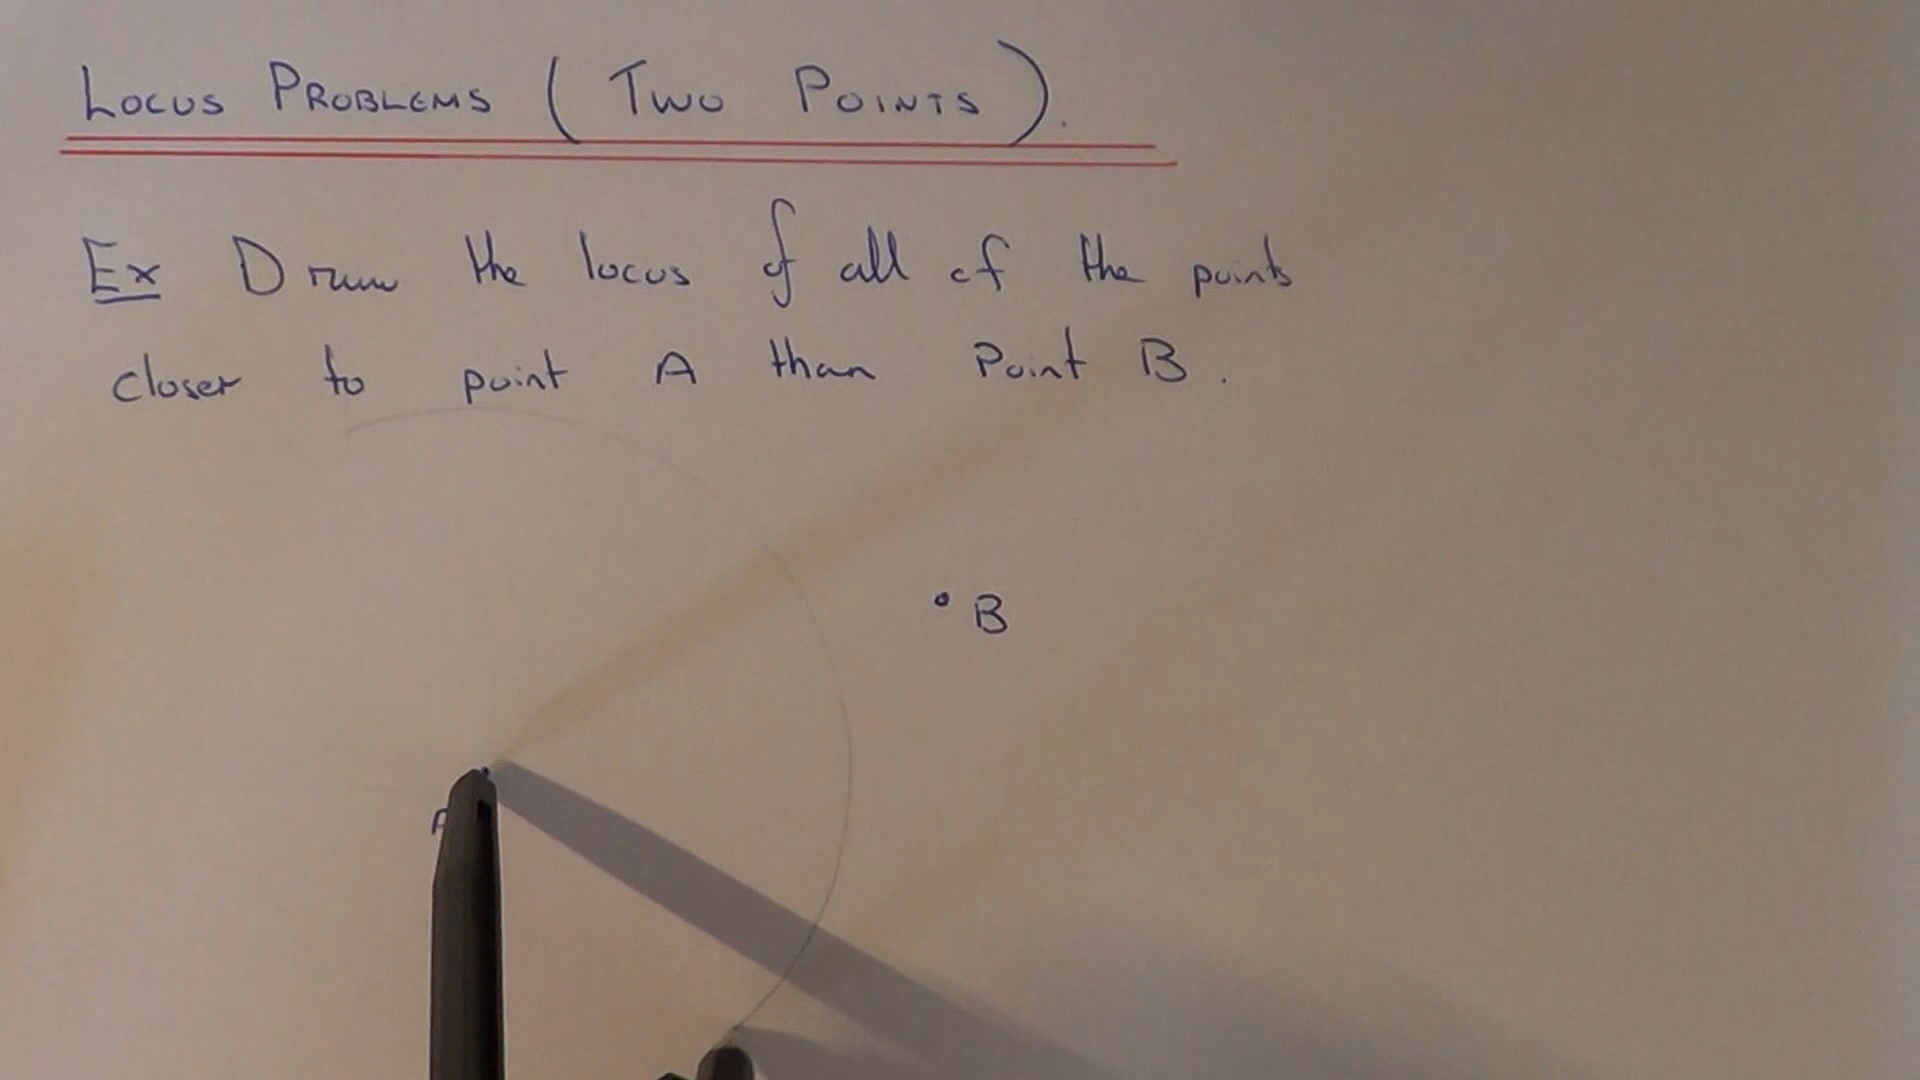 LOCUS PROBLEMS (TWO POINTS).
Ex Draw the locus of all of the points
closer to point A than Point B.
B
A